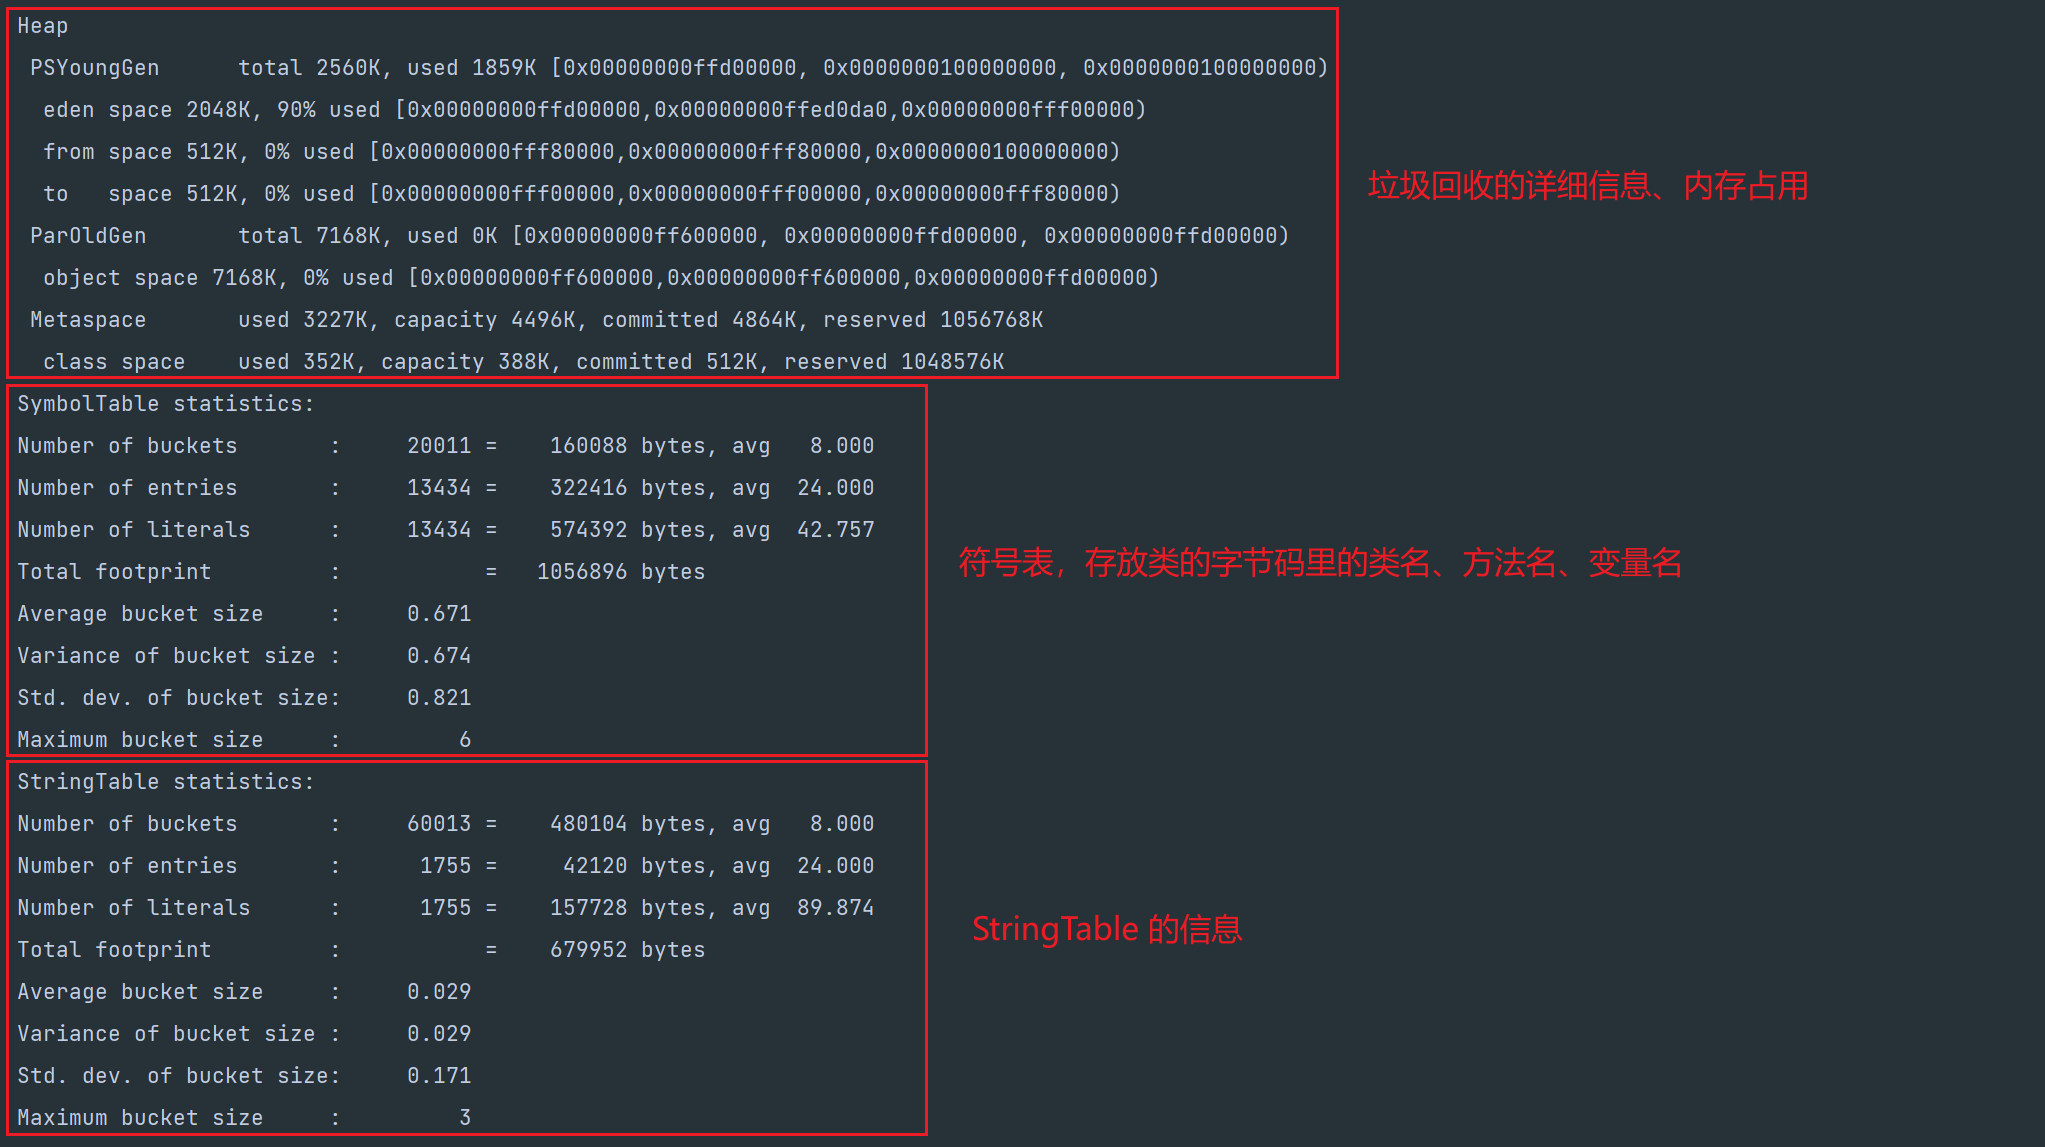 Heap
PSYoungGen      total 2560K, used 1859K [0x00000000ffd00000, 0x0000000100000000, 0x0000000100000000)
eden space 2048K, 90% used [0x00000000ffd00000,0x00000000ffed0da0,0x00000000fff00000)
from space 512K, 0% used [0x00000000fff80000,0x00000000fff80000,0x0000000100000000)
to   space 512K, 0% used [0x00000000fff00000,0x00000000fff00000,0x00000000fff80000)
ParOldGen       total 7168K, used 0K [0x00000000ff600000, 0x00000000ffd00000, 0x00000000ffd00000)
object space 7168K, 0% used [0x00000000ff600000,0x00000000ff600000,0x00000000ffd00000)
Metaspace       used 3227K, capacity 4496K, committed 4864K, reserved 1056768K
class space    used 352K, capacity 388K, committed 512K, reserved 1048576K
垃圾回收的详细信息、内存占用
SymbolTable statistics:
Number of buckets       :     20011 =    160088 bytes, avg   8.000
Number of entries       :     13434 =    322416 bytes, avg  24.000
Number of literals      :     13434 =    574392 bytes, avg  42.757
Total footprint         :           =   1056896 bytes
Average bucket size     :     0.671
Variance of bucket size :     0.674
Std. dev. of bucket size:     0.821
Maximum bucket size     :         6
符号表，存放类的字节码里的类名、方法名、变量名
StringTable statistics:
Number of buckets       :     60013 =    480104 bytes, avg   8.000
Number of entries       :      1755 =     42120 bytes, avg  24.000
Number of literals      :      1755 =    157728 bytes, avg  89.874
Total footprint         :           =    679952 bytes
Average bucket size     :     0.029
Variance of bucket size :     0.029
Std. dev. of bucket size:     0.171
Maximum bucket size     :         3
StringTable 的信息